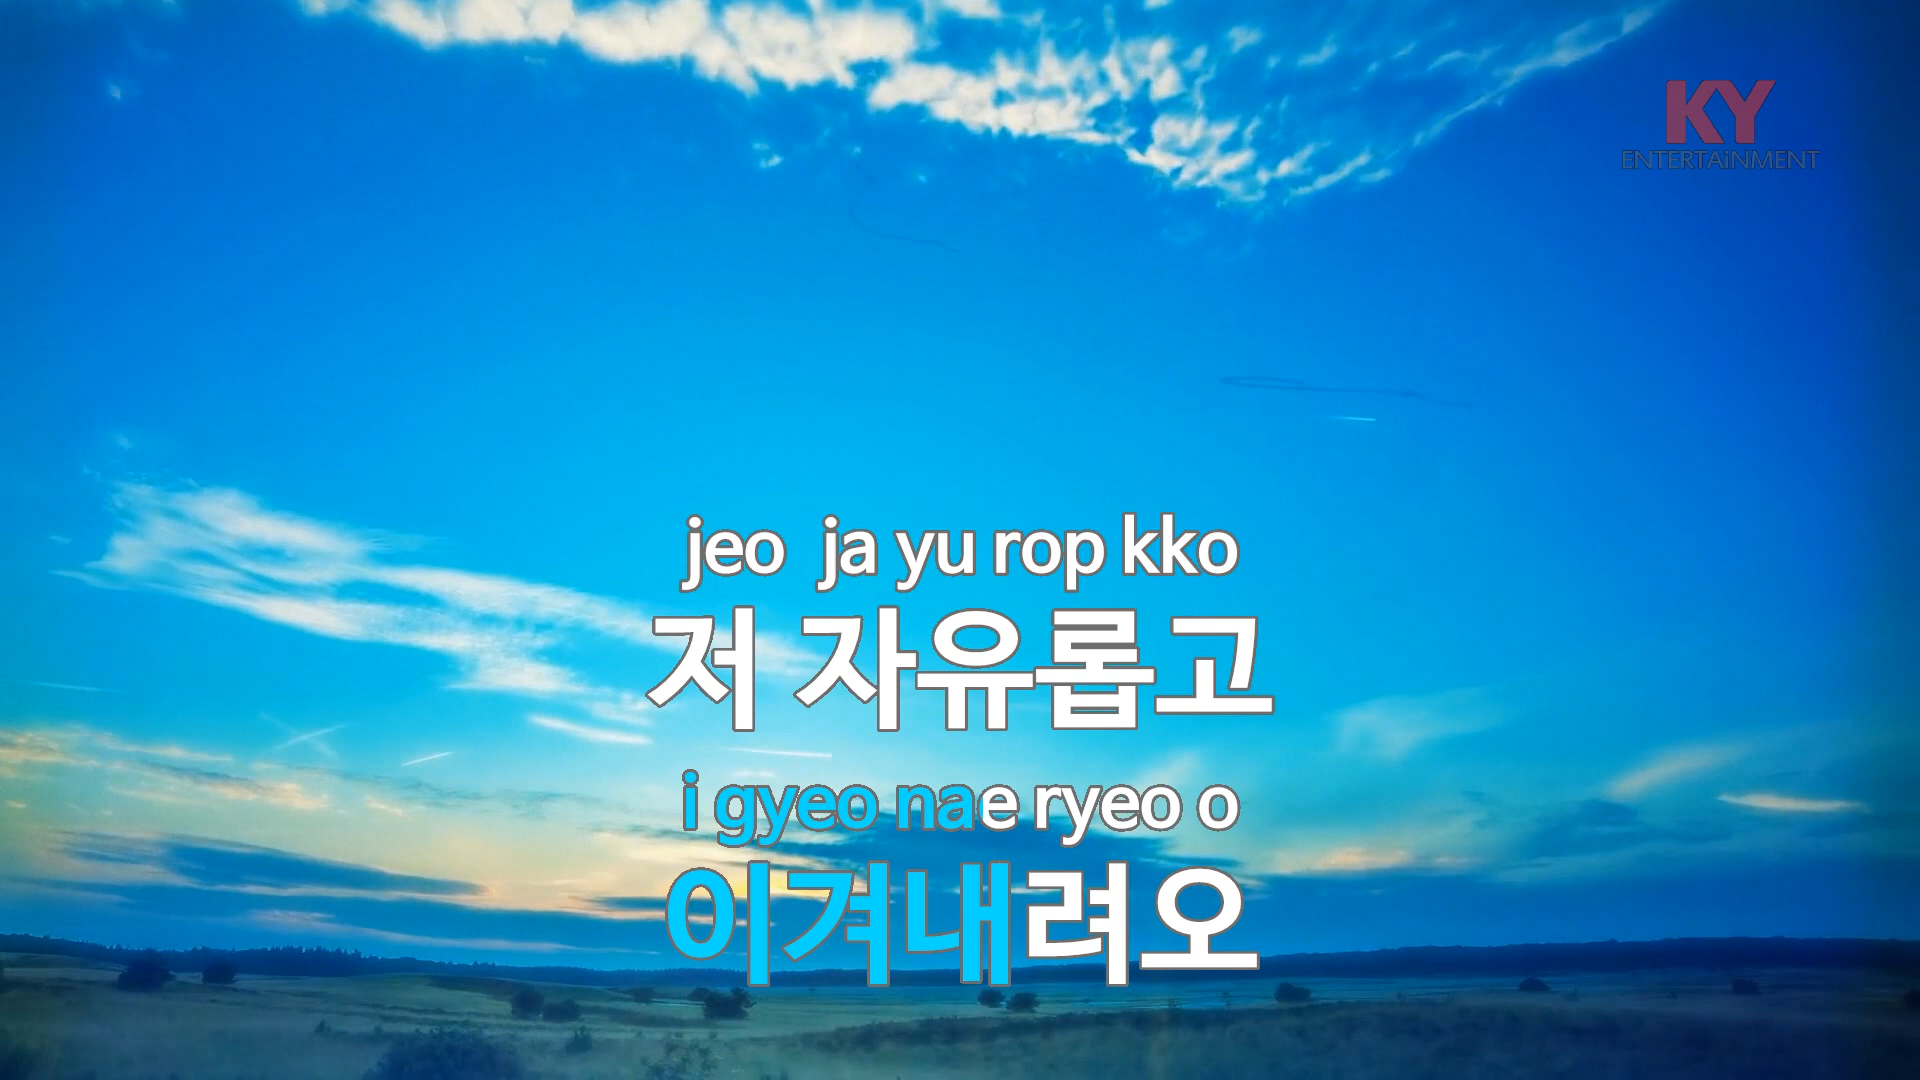 KY
ENTERTAiNMENT
jeo ja yu rop kko
저 자유롭고
i gyeo nae ryeo o
이겨내려오